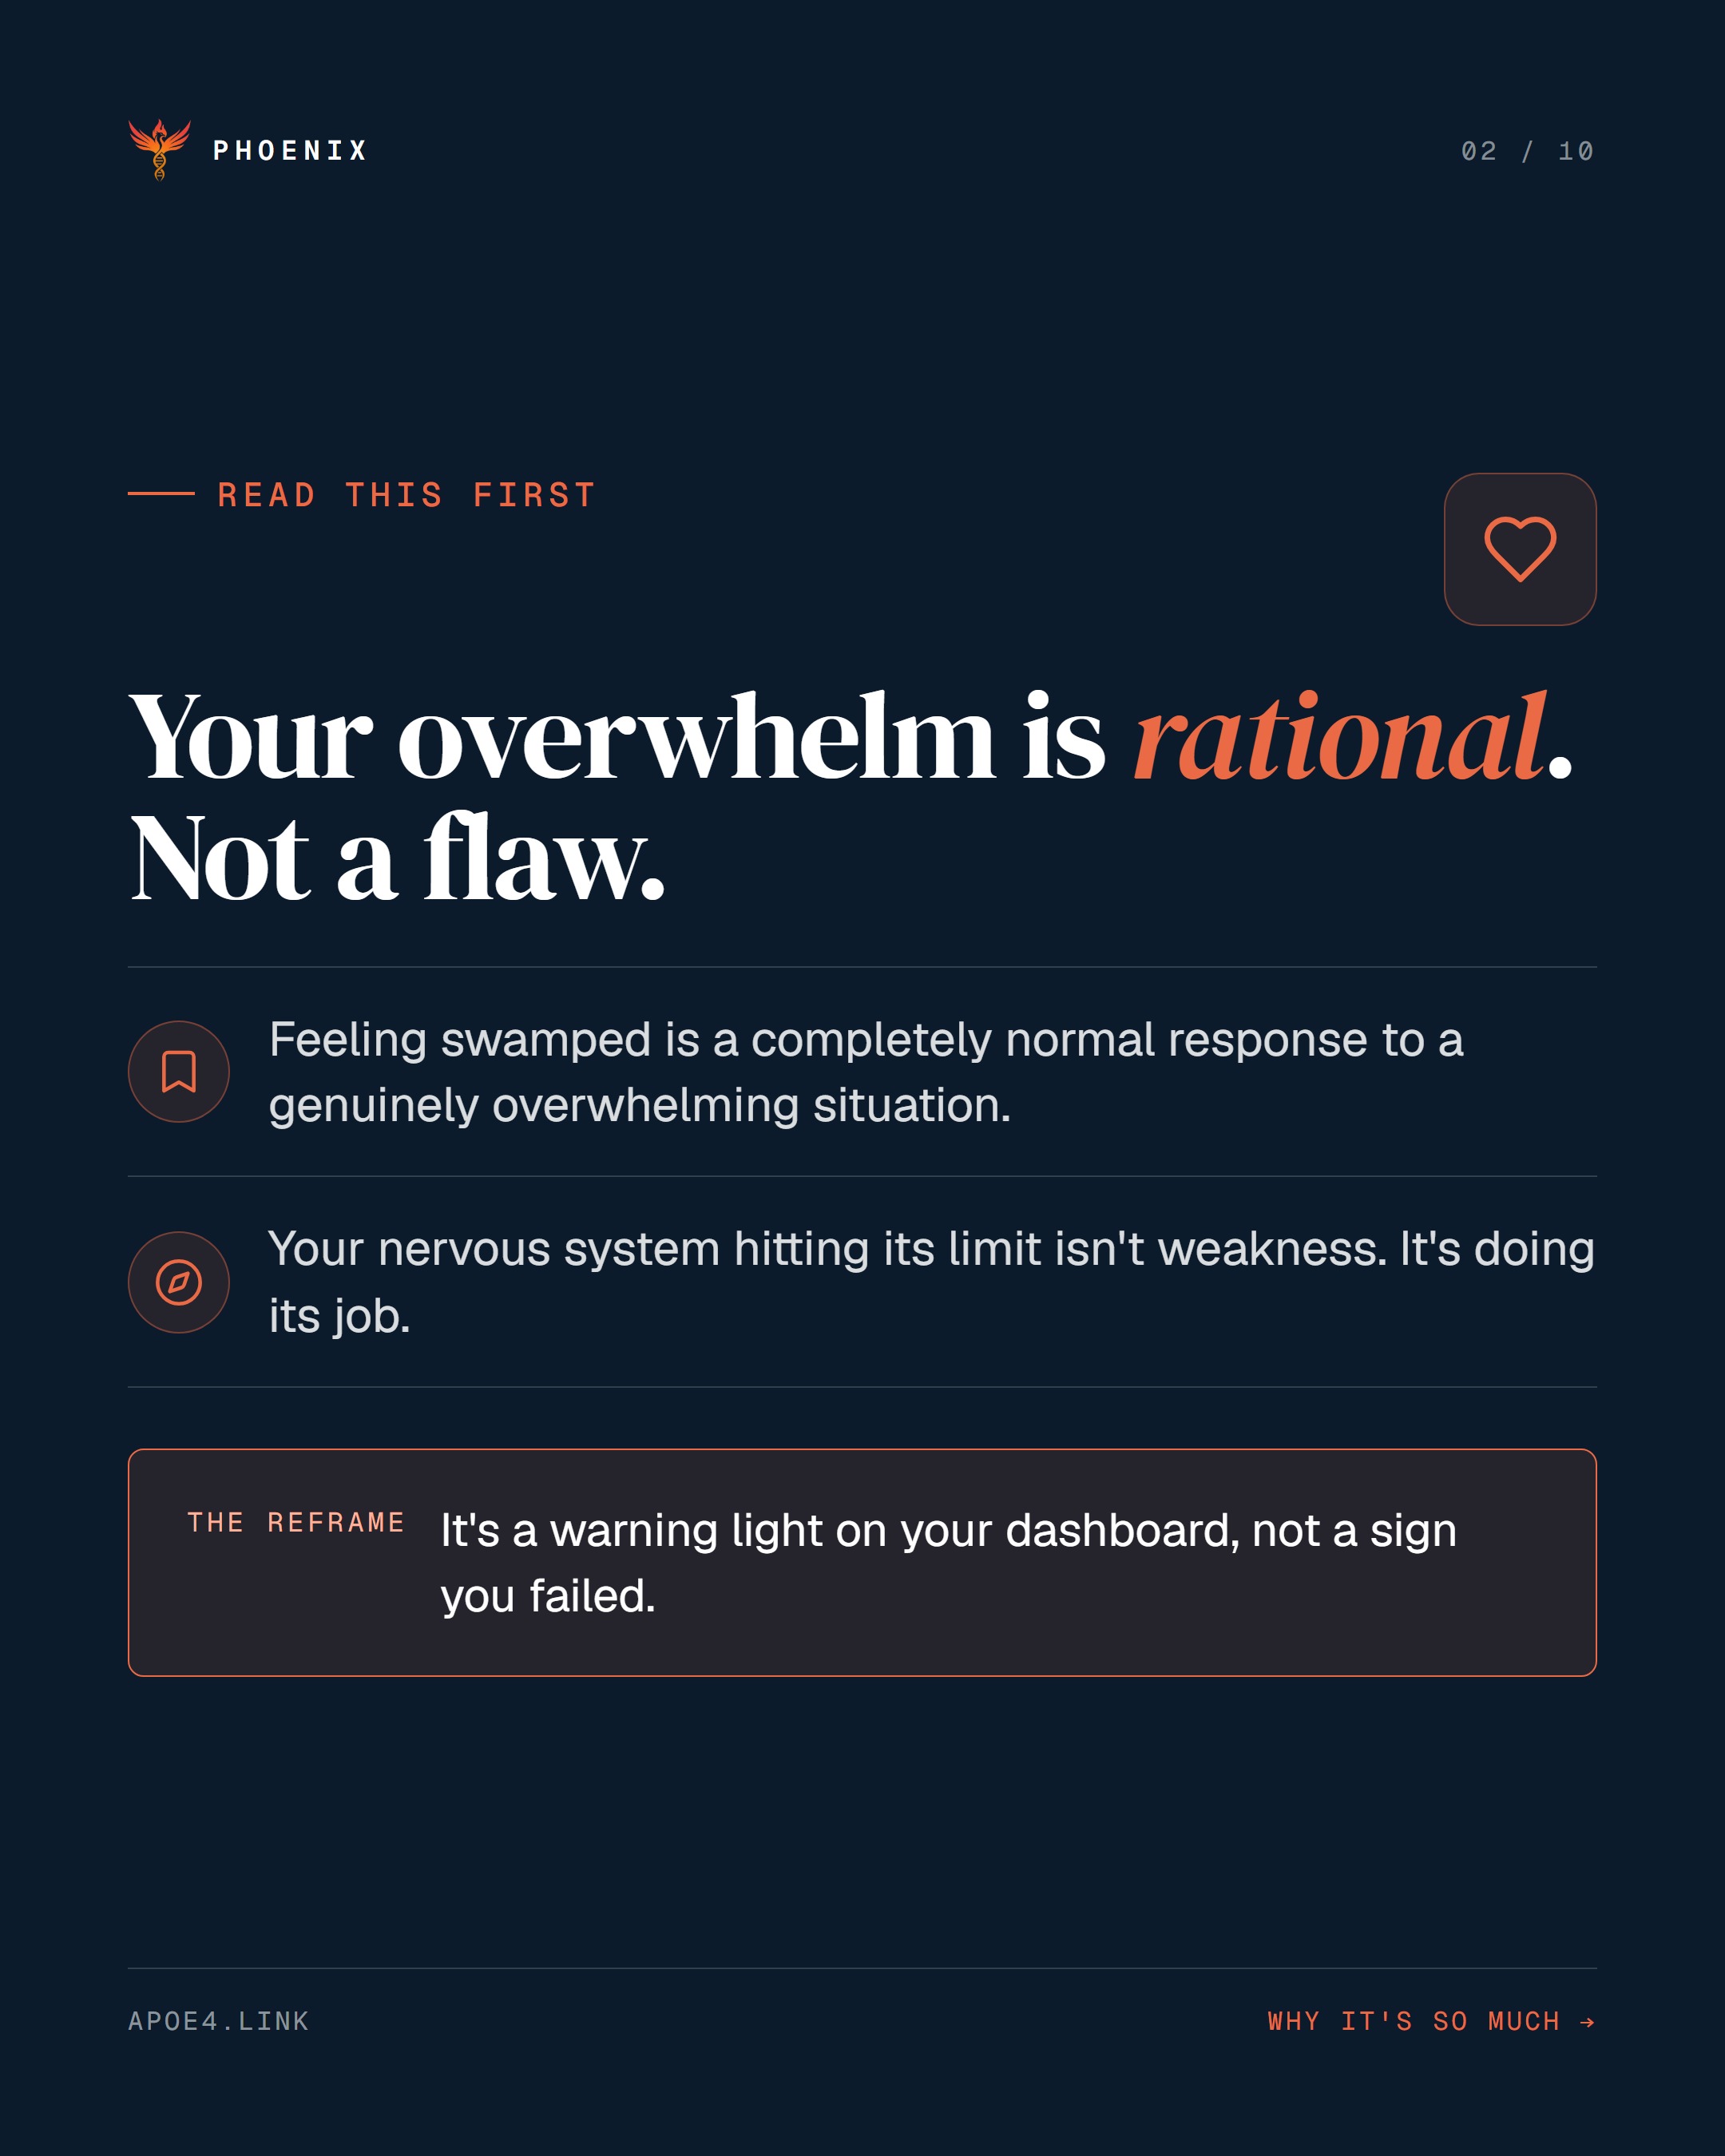 PHOENIX
02 / 10
READ THIS FIRST
Your overwhelm is rational.
Not a flaw.
Feeling swamped is a completely normal response to a
genuinely overwhelming situation.
Your nervous system hitting its limit isn't weakness. It's doing
its job.
THE REFRAME
It's a warning light on your dashboard, not a sign
you failed.
APOE4.LINK
WHY IT'S SO MUCH →